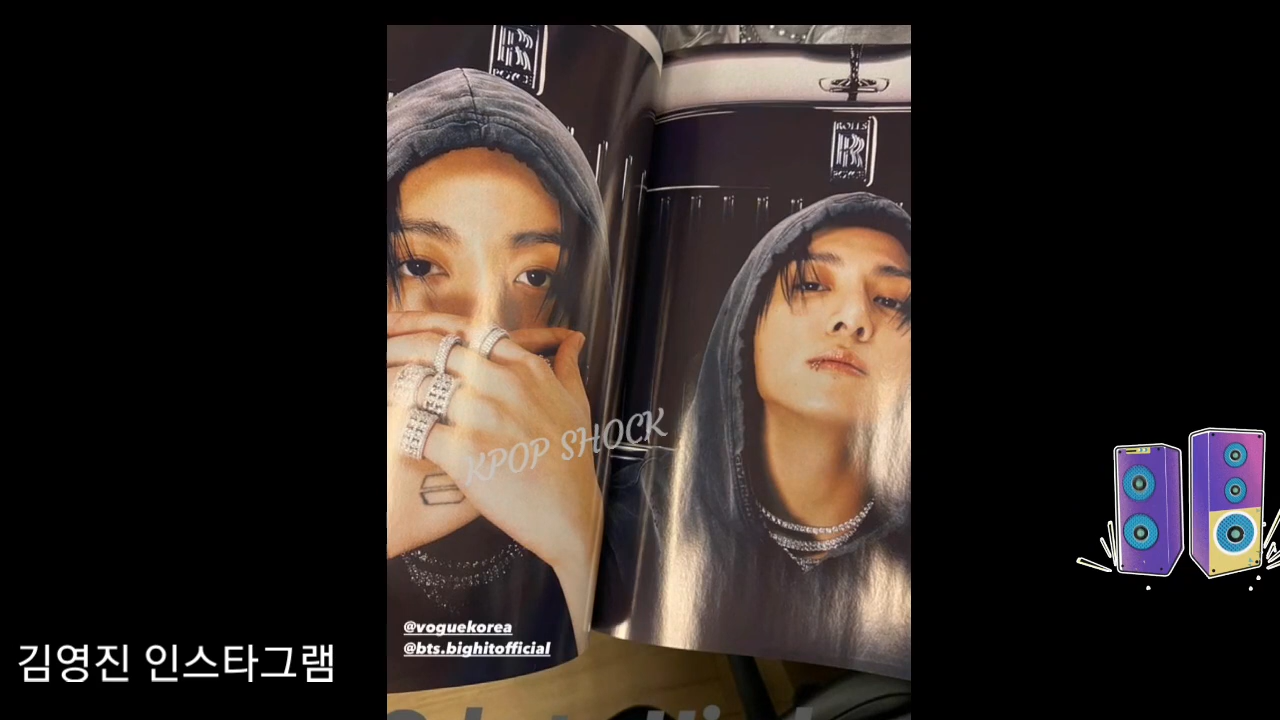 ROLLS
R
ROYCE
KPOP SHOCK
@voguekorea
@bts.bighitofficial
김영진 인스타그램